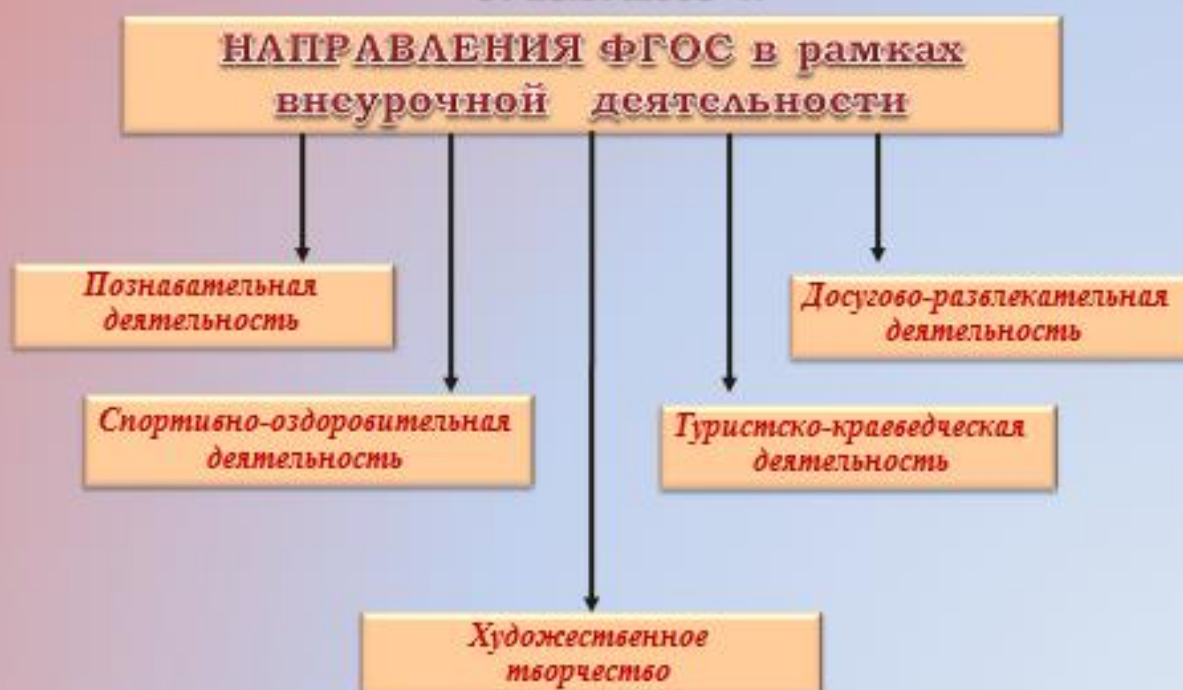 НАПРАВЛЕНИЯ ФГОС в рамках
внеурочной деятельности
Познавательная
деятельность
Досугово-развлекательная
деятельность
Спортивно-оздоровительная
деятельность
Туристско-краеведческая
деятельность
Художественное
творчество